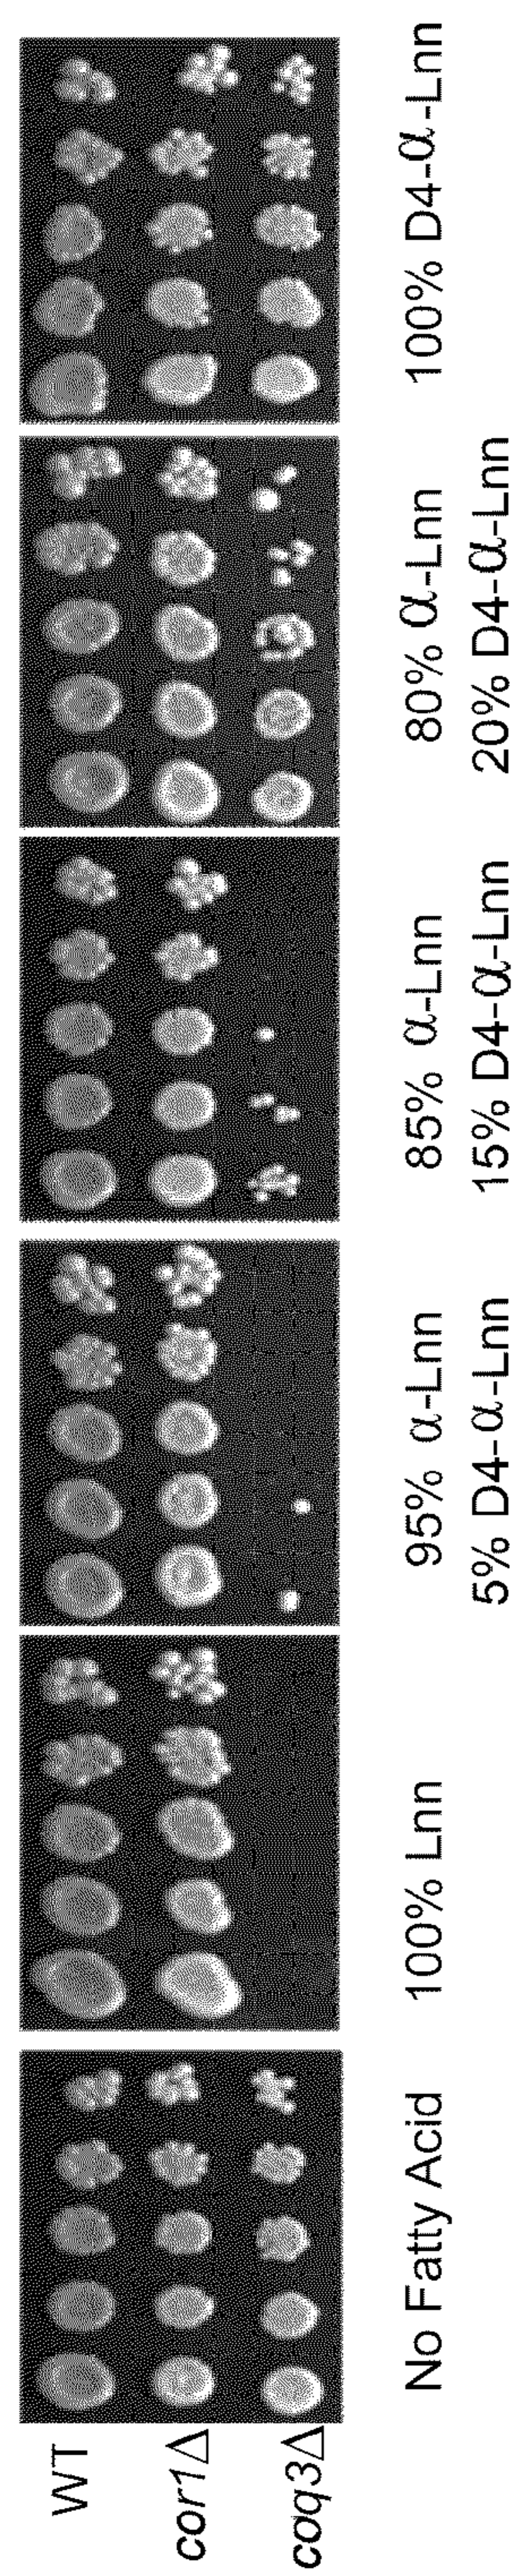 WT
cor1Δ
coq3Δ
No Fatty Acid
100% Lnn
95% α-Lnn
5% D4-α-Lnn
85% α-Lnn
15% D4-α-Lnn
80% α-Lnn
20% D4-α-Lnn
100% D4-α-Lnn